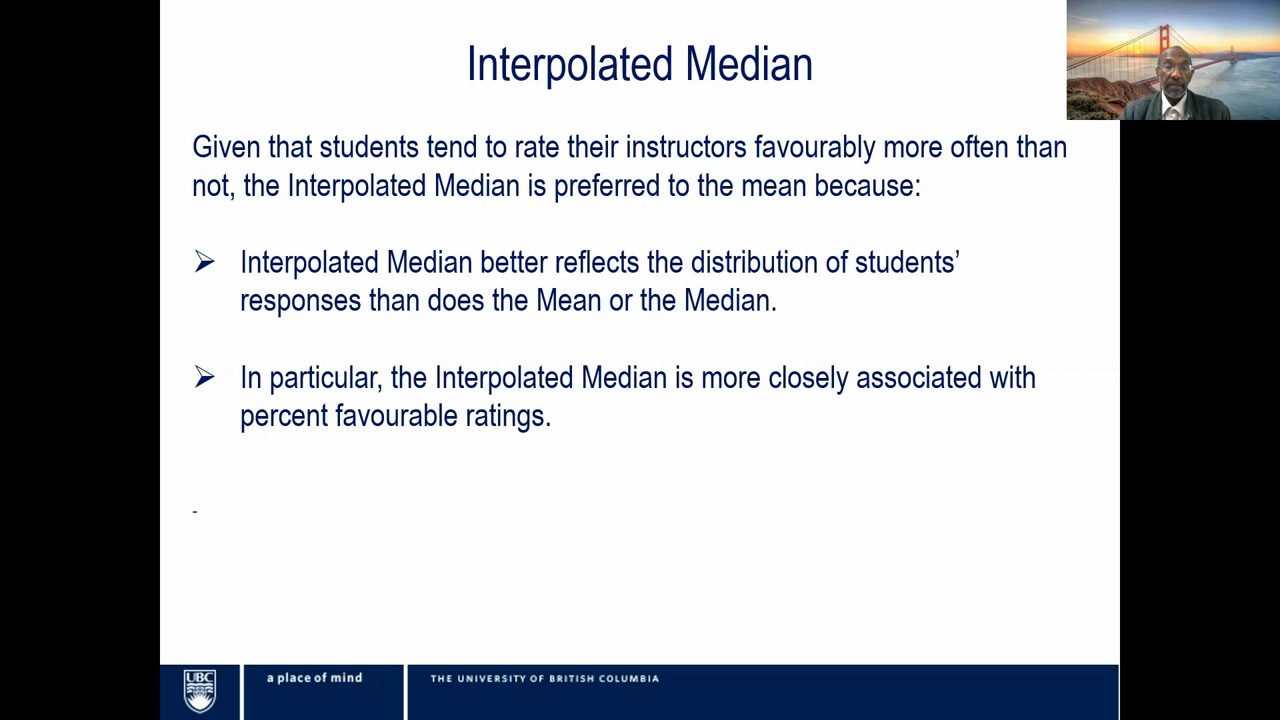 Interpolated Median
Given that students tend to rate their instructors favourably more often than
not, the Interpolated Median is preferred to the mean because:
➢ Interpolated Median better reflects the distribution of students’
responses than does the Mean or the Median.
➢ In particular, the Interpolated Median is more closely associated with
percent favourable ratings.
-
UBC
a place of mind
THE UNIVERSITY OF BRITISH COLUMBIA